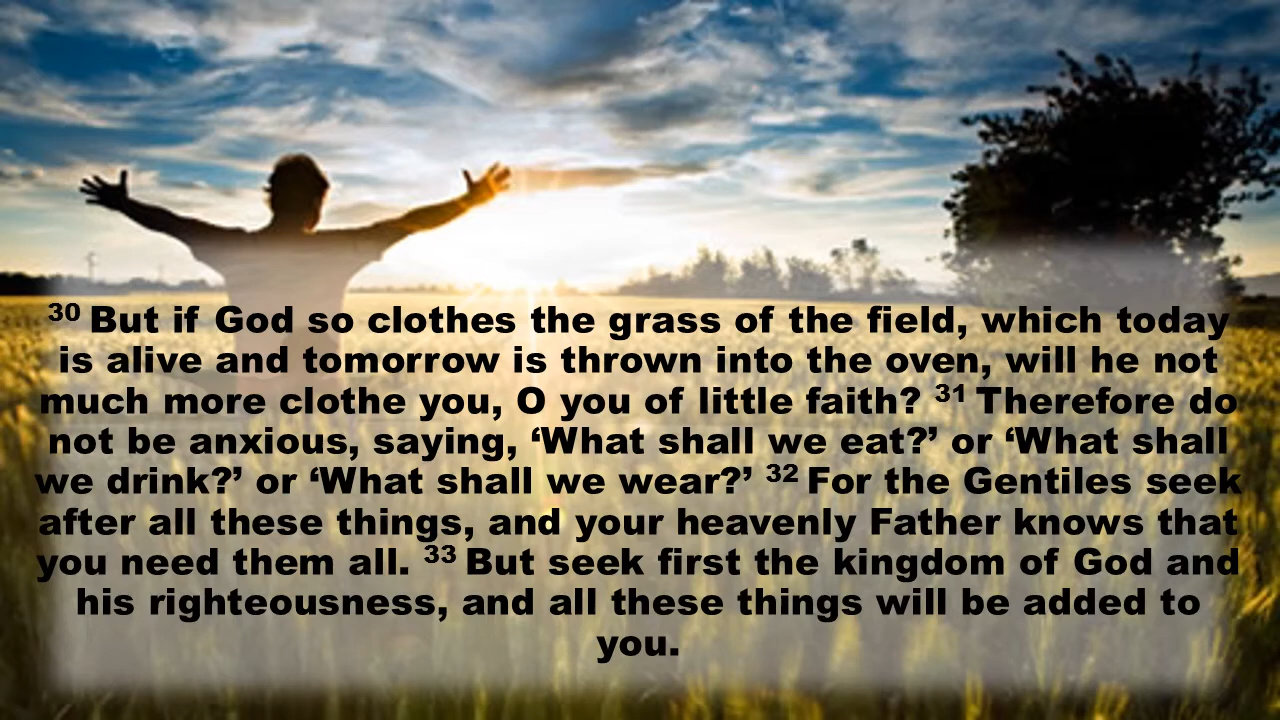 30 But if God so clothes the grass of the field, which today
is alive and tomorrow is thrown into the oven, will he not
much more clothe you, O you of little faith? 31 Therefore do
not be anxious, saying, ‘What shall we eat?’ or ‘What shall
we drink?’ or ‘What shall we wear?’ 32 For the Gentiles seek
after all these things, and your heavenly Father knows that
you need them all. 33 But seek first the kingdom of God and
his righteousness, and all these things will be added to
you.